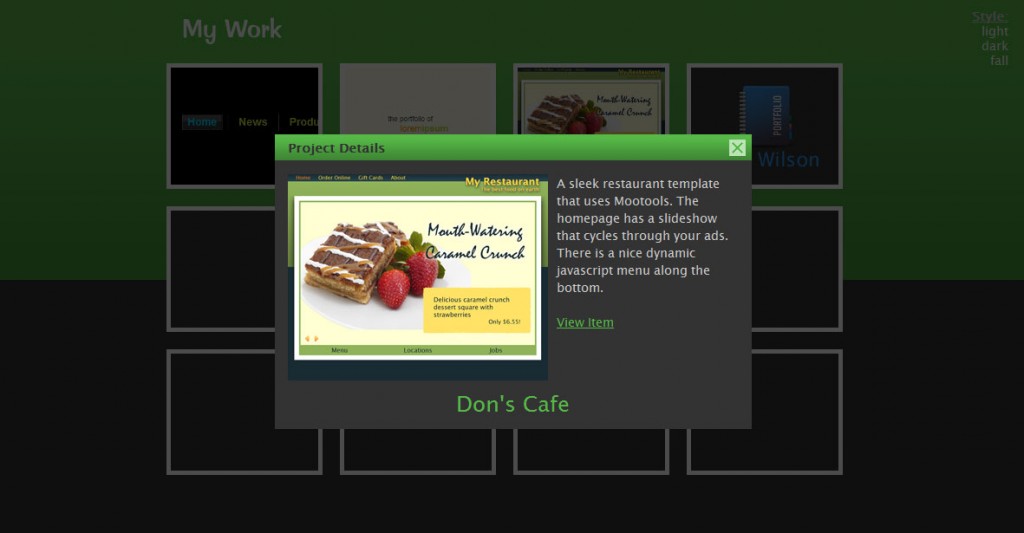 My Work
Style:
light
dark
fall
Home News Produ
the portfolio of
loremipsum
My Restaurant
Mouth-Watering
Caramel Crunch
PORTFOLIO
Wilson
Project Details
Home Order Online Gift Cards About
My Restaurant
the best food on earth
Mouth-Watering
Caramel Crunch
Delicious caramel crunch
dessert square with
strawberries
Only $6.55!
Menu Locations Jobs
A sleek restaurant template
that uses Mootools. The
homepage has a slideshow
that cycles through your ads.
There is a nice dynamic
javascript menu along the
bottom.
View Item
Don's Cafe